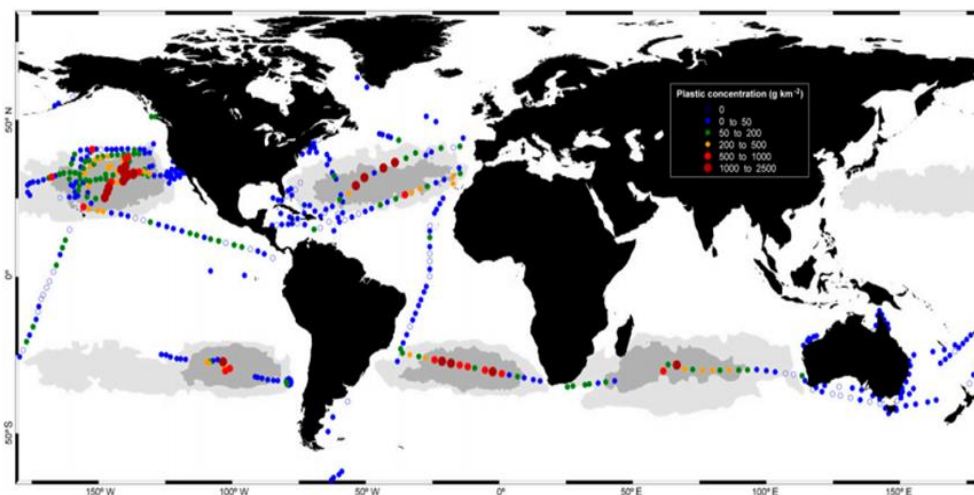 Plastic concentration (g km⁻²)
0
0 to 50
50 to 200
200 to 500
500 to 1000
1000 to 2500
50° N
0°
50° S
150° W
100° W
50° W
0°
50° E
100° E
150° E